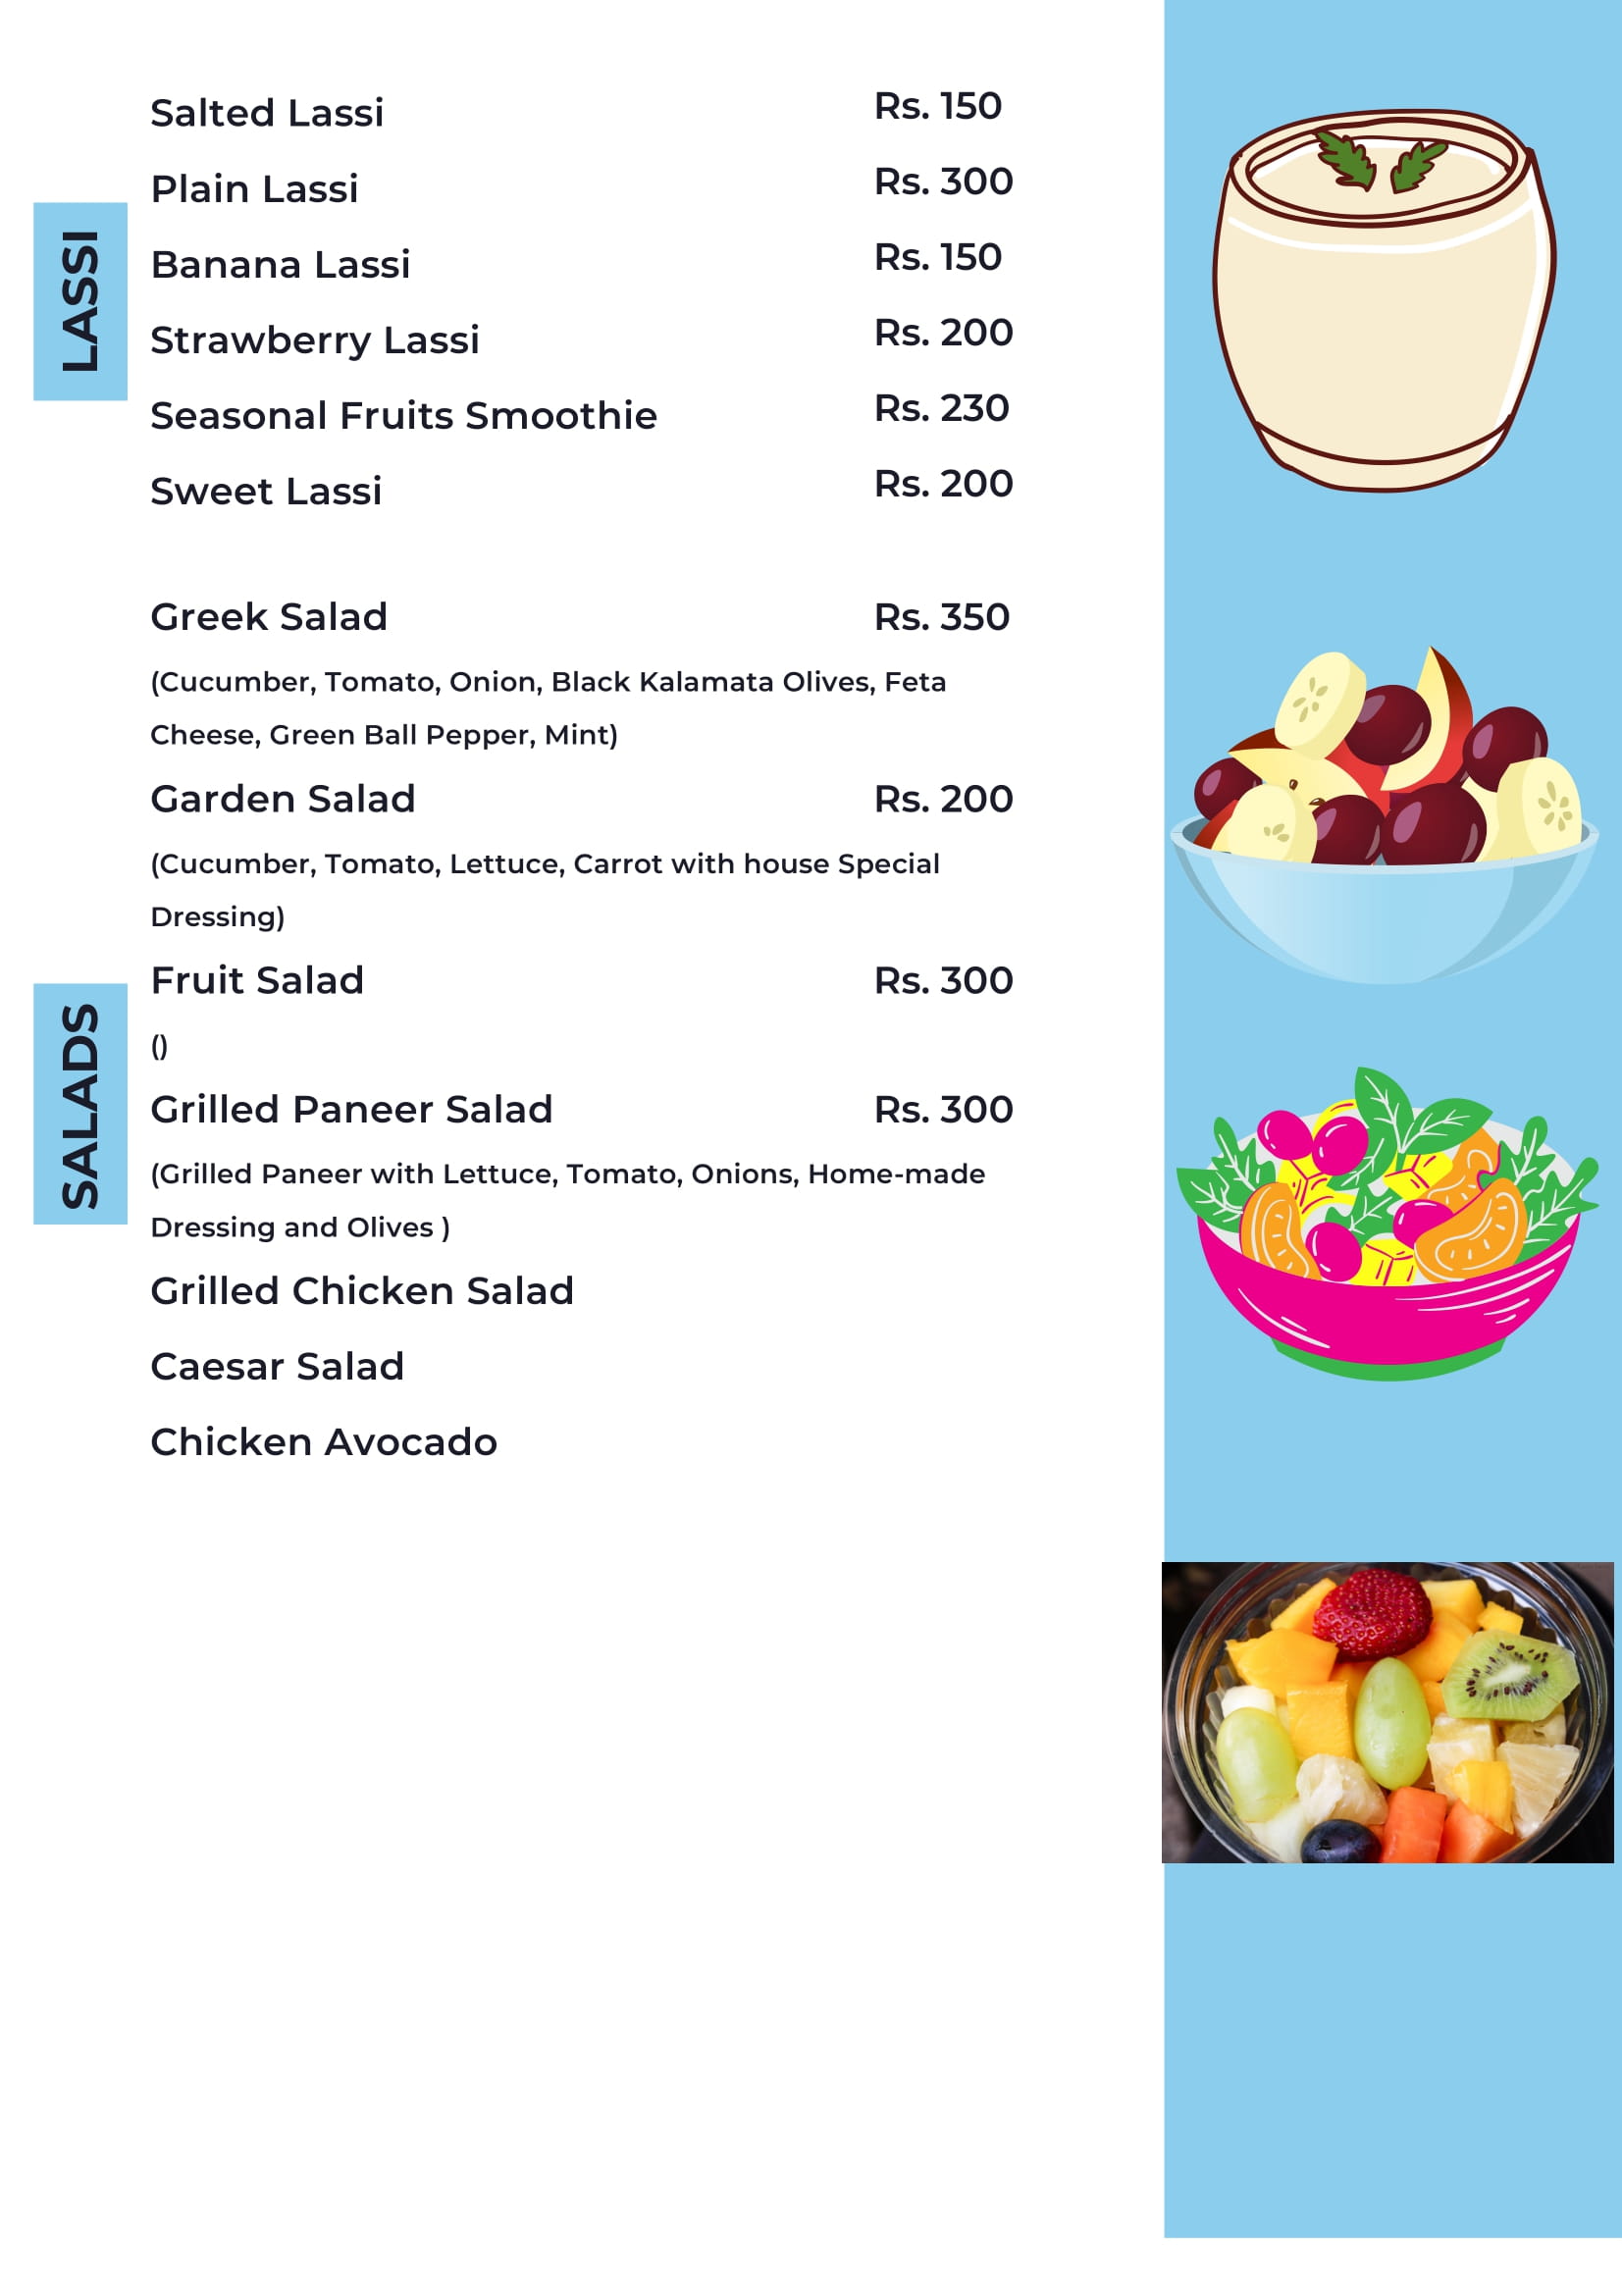 LASSI
Salted Lassi Rs. 150
Plain Lassi Rs. 300
Banana Lassi Rs. 150
Strawberry Lassi Rs. 200
Seasonal Fruits Smoothie Rs. 230
Sweet Lassi Rs. 200
SALADS
Greek Salad Rs. 350
(Cucumber, Tomato, Onion, Black Kalamata Olives, Feta
Cheese, Green Ball Pepper, Mint)
Garden Salad Rs. 200
(Cucumber, Tomato, Lettuce, Carrot with house Special
Dressing)
Fruit Salad Rs. 300
()
Grilled Paneer Salad Rs. 300
(Grilled Paneer with Lettuce, Tomato, Onions, Home-made
Dressing and Olives )
Grilled Chicken Salad
Caesar Salad
Chicken Avocado